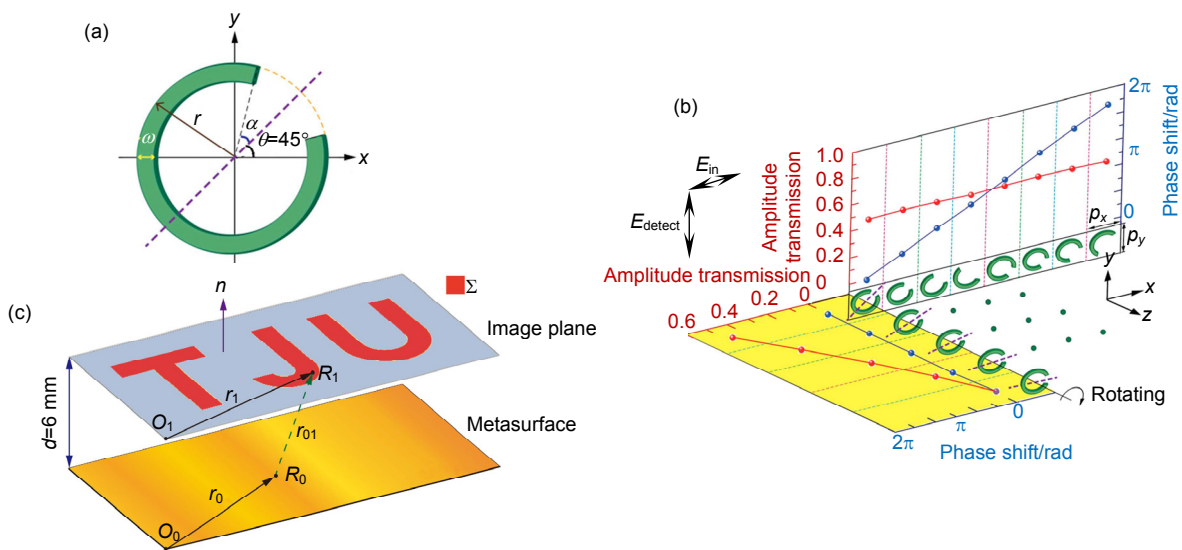 (a)
y
r
α
θ=45°
ω
x
(b)
E_in
E_detect
Amplitude
transmission
1.0
0.8
0.6
0.4
0.2
0
2π
π
0
Phase shift/rad
p_x
p_y
y
x
z
Amplitude transmission
0.6
0.4
0.2
0
Rotating
2π
π
0
Phase shift/rad
(c)
n
Σ
TJU
Image plane
R_1
r_1
O_1
d=6 mm
r_01
Metasurface
R_0
r_0
O_0